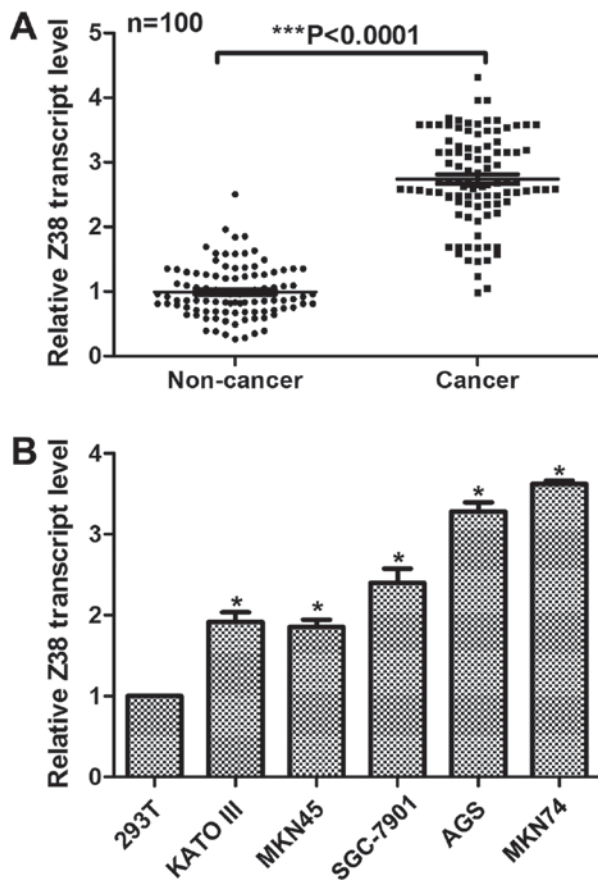 A
n=100
***P<0.0001
Relative Z38 transcript level
5
4
3
2
1
0
Non-cancer
Cancer
B
Relative Z38 transcript level
4
3
2
1
0
*
*
*
*
*
293T
KATO III
MKN45
SGC-7901
AGS
MKN74